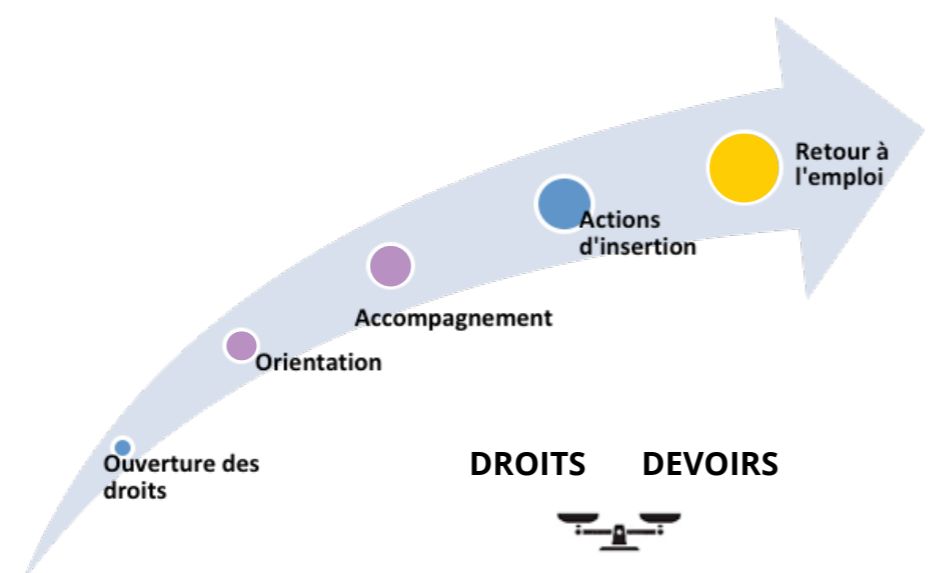 Ouverture des
droits
Orientation
Accompagnement
Actions
d'insertion
Retour à
l'emploi
DROITS DEVOIRS